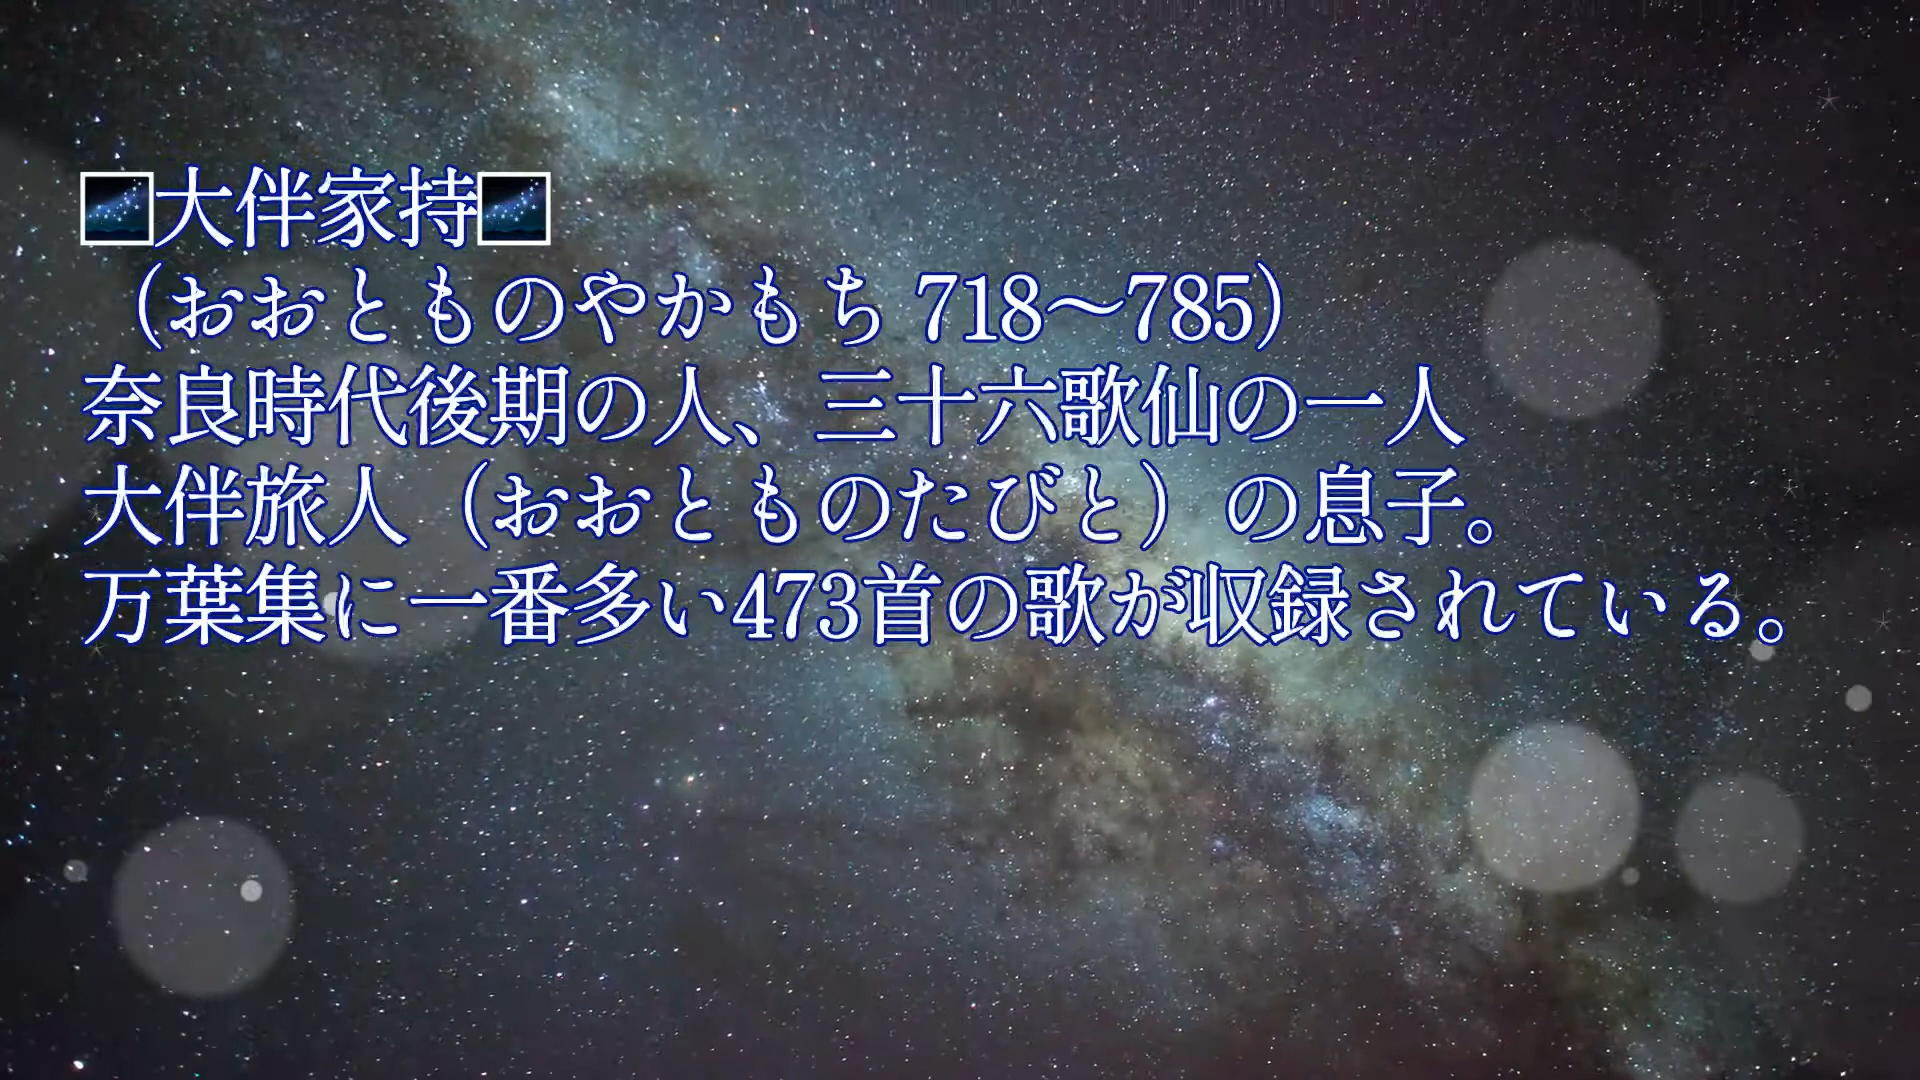 🌌大伴家持🌌
（おおとものやかもち 718〜785）
奈良時代後期の人、三十六歌仙の一人
大伴旅人（おおとものたびと）の息子。
万葉集に一番多い473首の歌が収録されている。